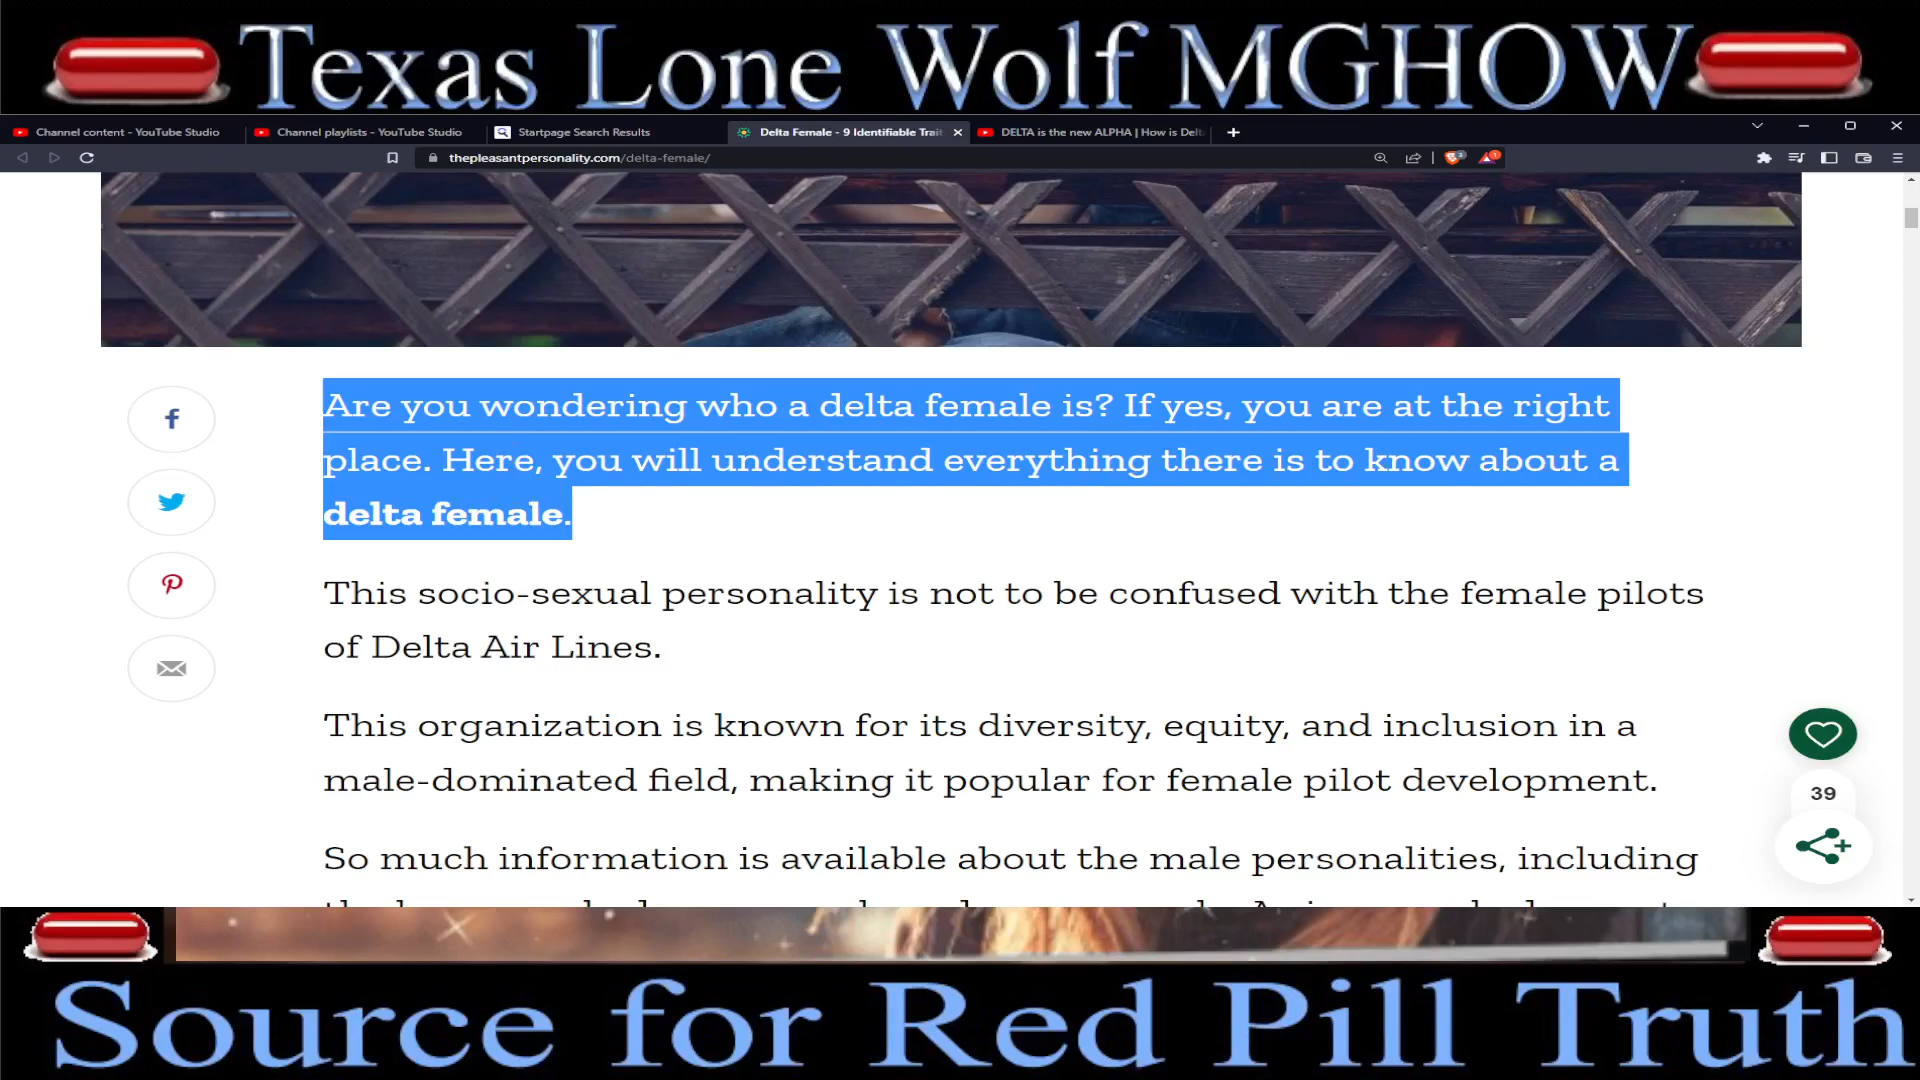 Texas Lone Wolf MGHOW
Channel content - YouTube Studio
Channel playlists - YouTube Studio
Startpage Search Results
Delta Female - 9 Identifiable Trai
DELTA is the new ALPHA | How is Delt
thepleasantpersonality.com/delta-female/
Are you wondering who a delta female is? If yes, you are at the right
place. Here, you will understand everything there is to know about a
delta female.
This socio-sexual personality is not to be confused with the female pilots
of Delta Air Lines.
This organization is known for its diversity, equity, and inclusion in a
male-dominated field, making it popular for female pilot development.
39
So much information is available about the male personalities, including
Source for Red Pill Truth